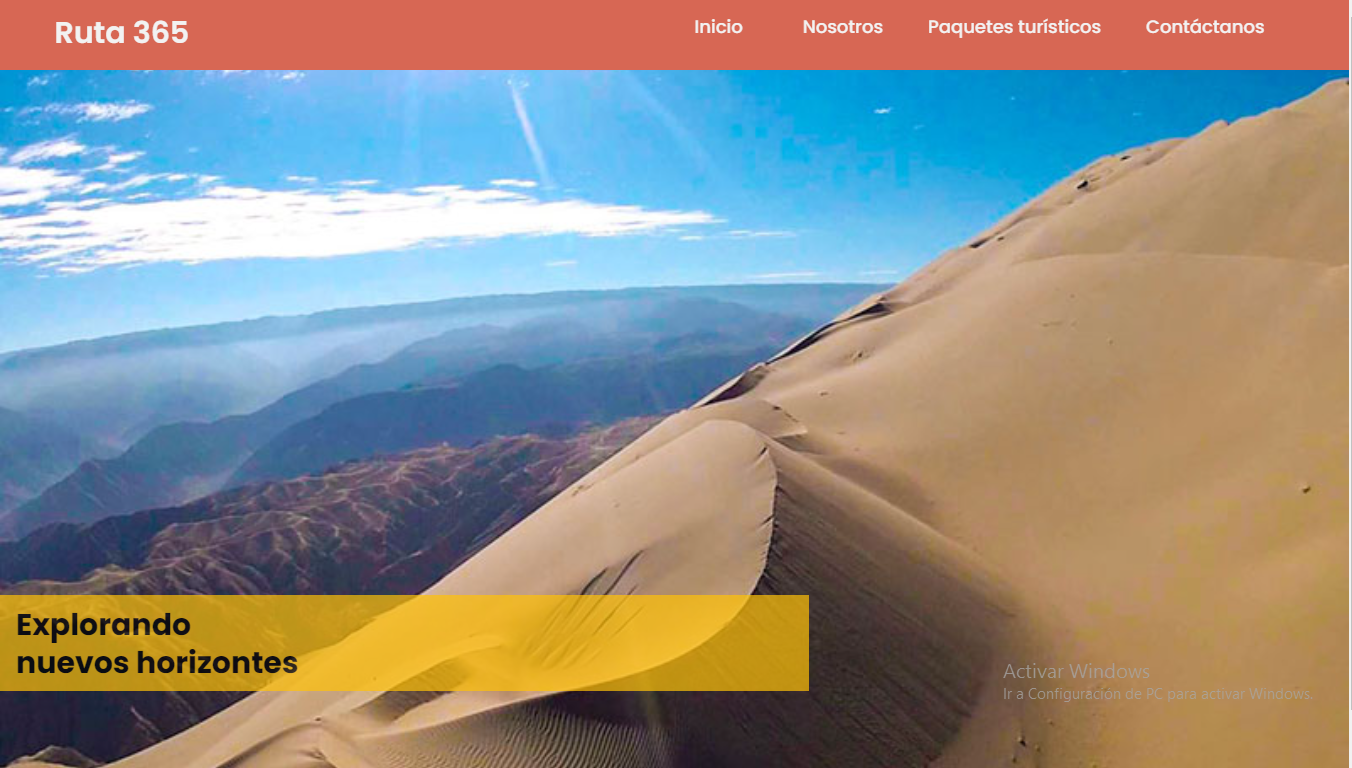 Ruta 365
Inicio Nosotros Paquetes turísticos Contáctanos
Explorando
nuevos horizontes
Activar Windows
Ir a Configuración de PC para activar Windows.